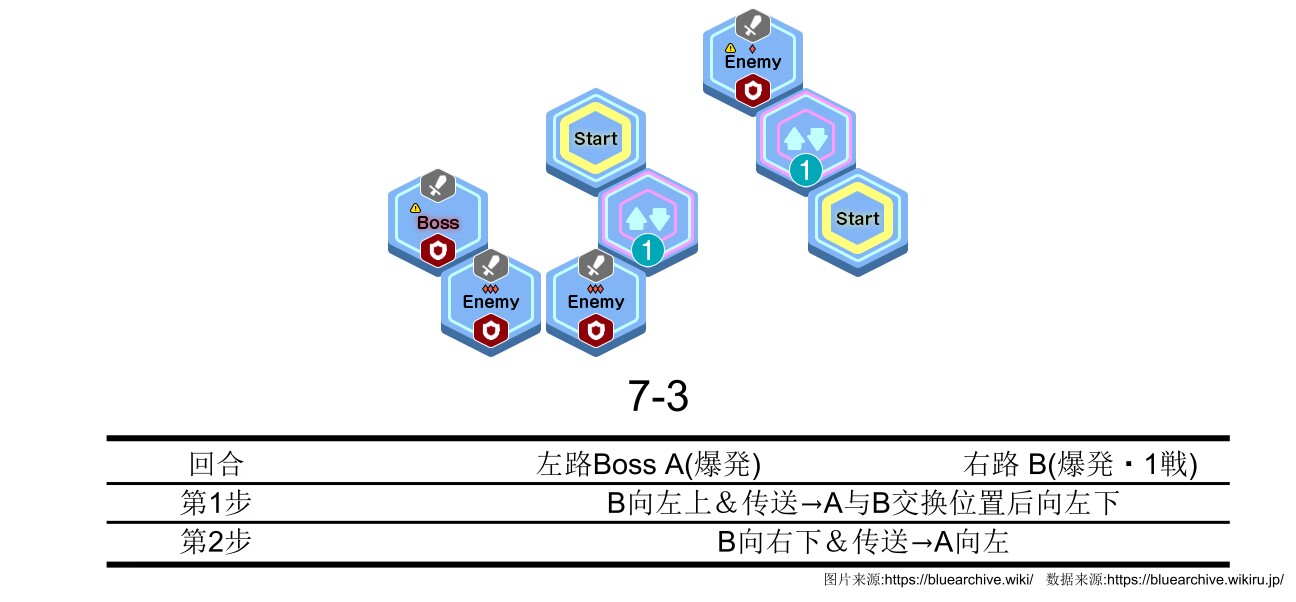 Enemy
Start
1
Start
Boss
1
Enemy
Enemy
7-3
回合 左路Boss A(爆発) 右路 B(爆発・1戦)
第1步 B向左上＆传送→A与B交换位置后向左下
第2步 B向右下＆传送→A向左
图片来源:https://bluearchive.wiki/ 数据来源:https://bluearchive.wikiru.jp/